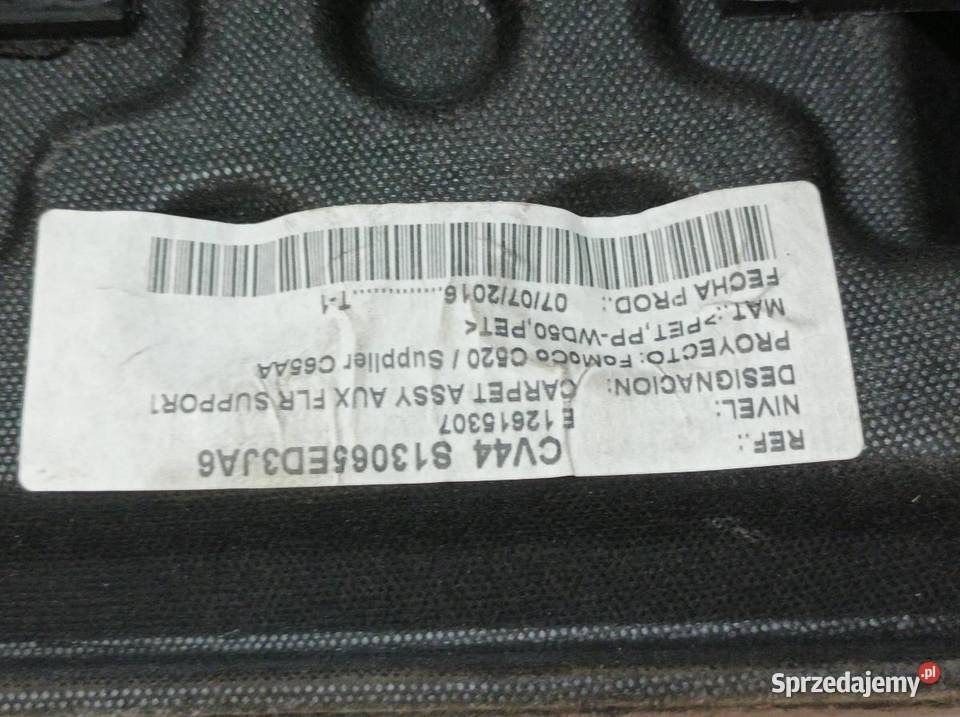 REF.: CV44 S13065ED3JA6
NIVEL: E 12615307
DESIGNACION: CARPET ASSY AUX FLR SUPPORT
PROYECTO: FoMoCo C520 / Supplier C65AA
MAT.: >PET,PP-WD50,PET<
FECHA PROD.: 07/07/2016................T-1
Sprzedajemy.pl